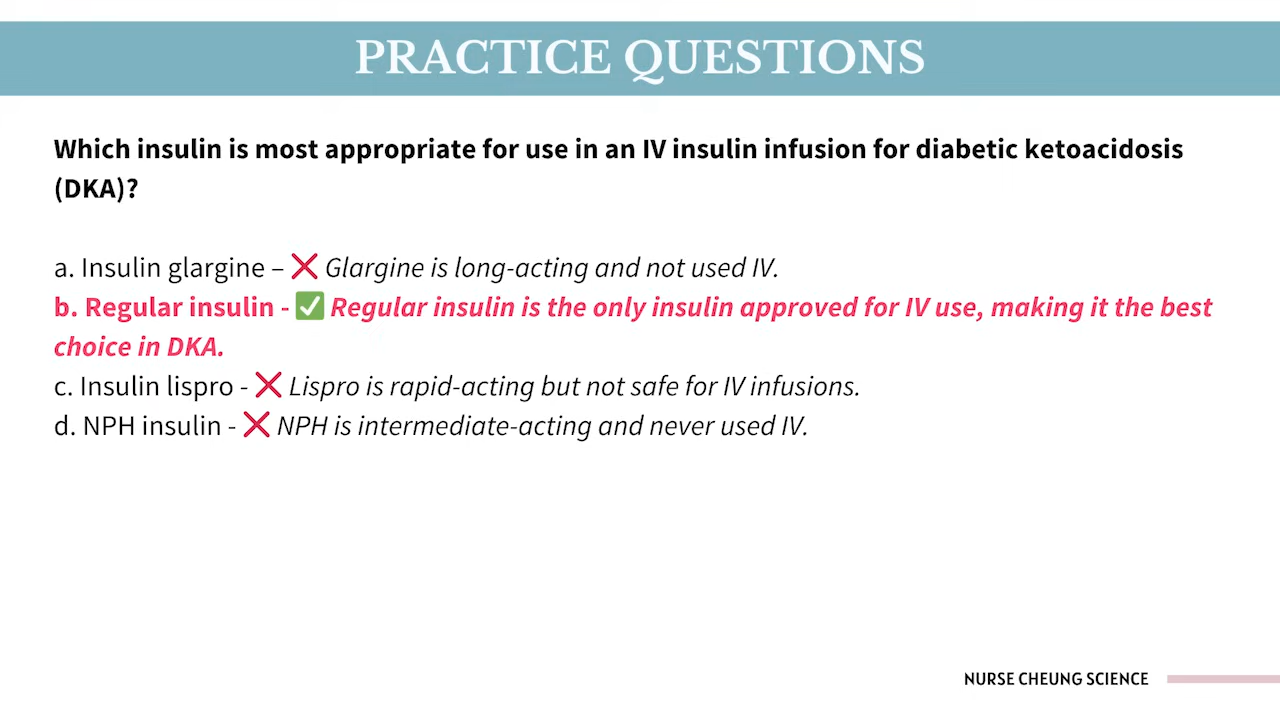 PRACTICE QUESTIONS
Which insulin is most appropriate for use in an IV insulin infusion for diabetic ketoacidosis
(DKA)?
a. Insulin glargine – ❌ Glargine is long-acting and not used IV.
b. Regular insulin - ✅ Regular insulin is the only insulin approved for IV use, making it the best
choice in DKA.
c. Insulin lispro - ❌ Lispro is rapid-acting but not safe for IV infusions.
d. NPH insulin - ❌ NPH is intermediate-acting and never used IV.
NURSE CHEUNG SCIENCE